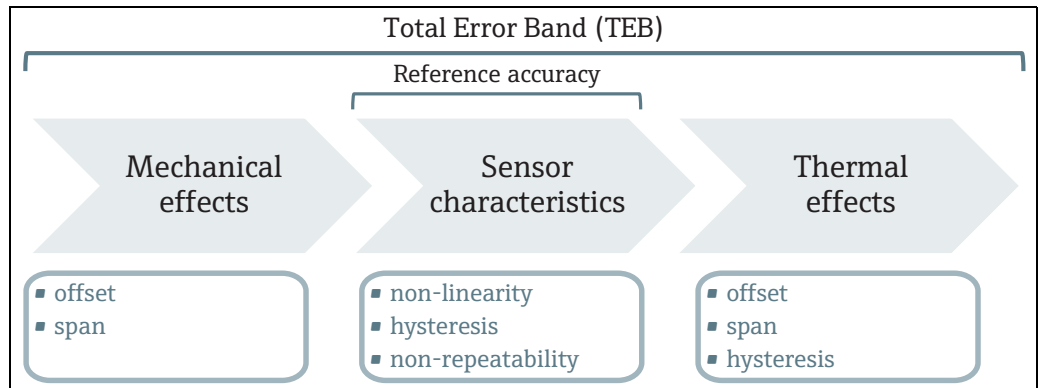 Total Error Band (TEB)
Reference accuracy
Mechanical
effects
Sensor
characteristics
Thermal
effects
▪ offset
▪ span
▪ non-linearity
▪ hysteresis
▪ non-repeatability
▪ offset
▪ span
▪ hysteresis